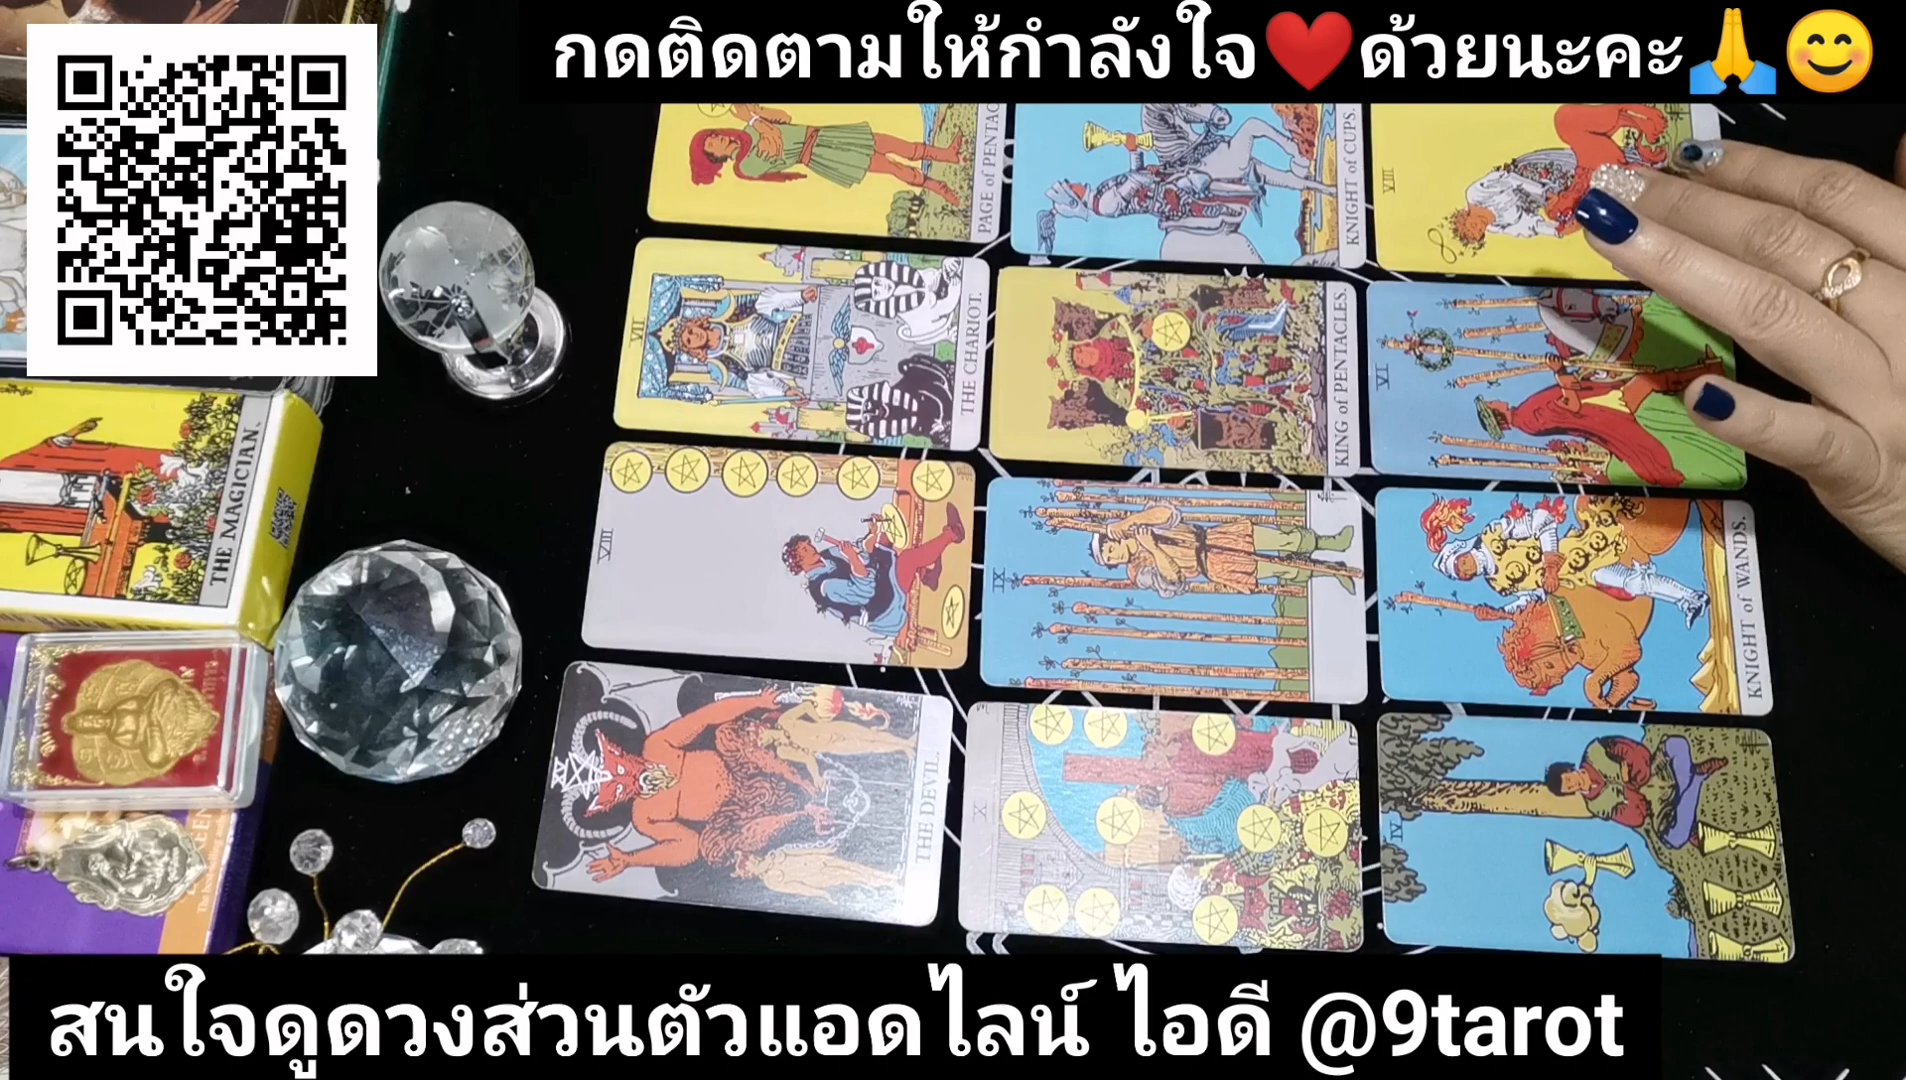 กดติดตามให้กำลังใจ❤️ด้วยนะคะ🙏😊
PAGE of PENTAC
KNIGHT of CUPS.
VIII
VII
THE CHARIOT.
KING of PENTACLES.
VI
THE MAGICIAN.
VIII
IX
KNIGHT of WANDS.
XV
THE DEVIL.
X
IV
สนใจดูดวงส่วนตัวแอดไลน์ ไอดี @9tarot